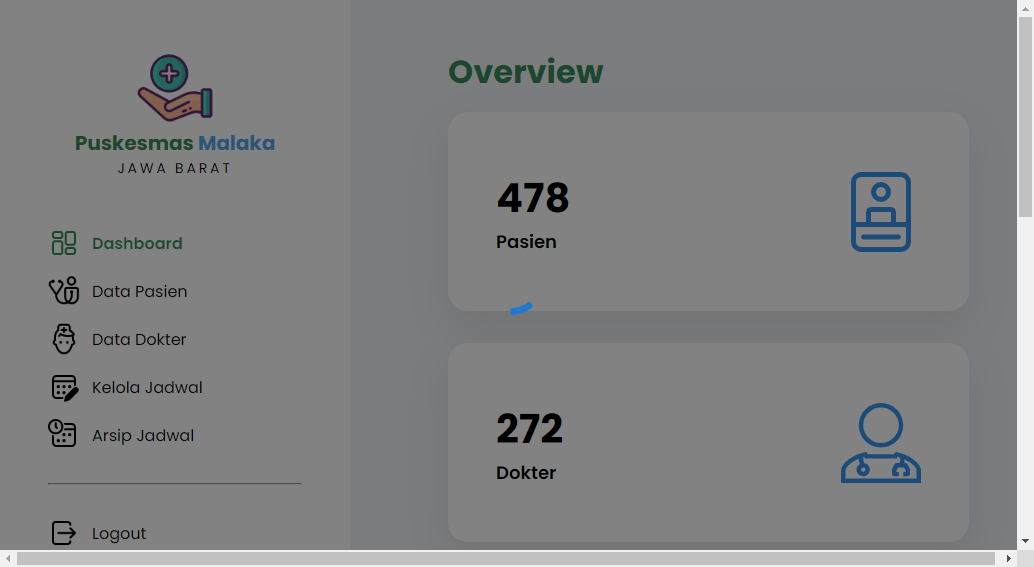 Puskesmas Malaka
JAWA BARAT
Dashboard
Data Pasien
Data Dokter
Kelola Jadwal
Arsip Jadwal
Logout
Overview
478
Pasien
272
Dokter